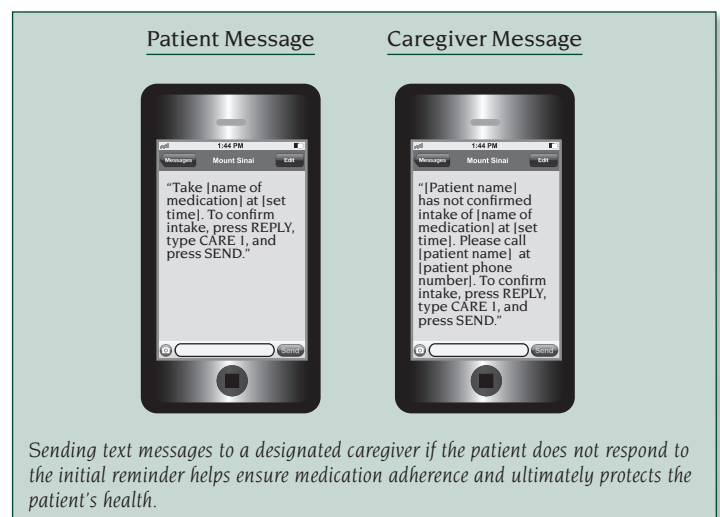 Patient Message
Caregiver Message
1:44 PM
Messages
Mount Sinai
Edit
“Take [name of
medication] at [set
time]. To confirm
intake, press REPLY,
type CARE 1, and
press SEND.”
Send
1:44 PM
Messages
Mount Sinai
Edit
“[Patient name]
has not confirmed
intake of [name of
medication] at [set
time]. Please call
[patient name] at
[patient phone
number]. To confirm
intake, press REPLY,
type CARE 1, and
press SEND.”
Send
Sending text messages to a designated caregiver if the patient does not respond to
the initial reminder helps ensure medication adherence and ultimately protects the
patient’s health.